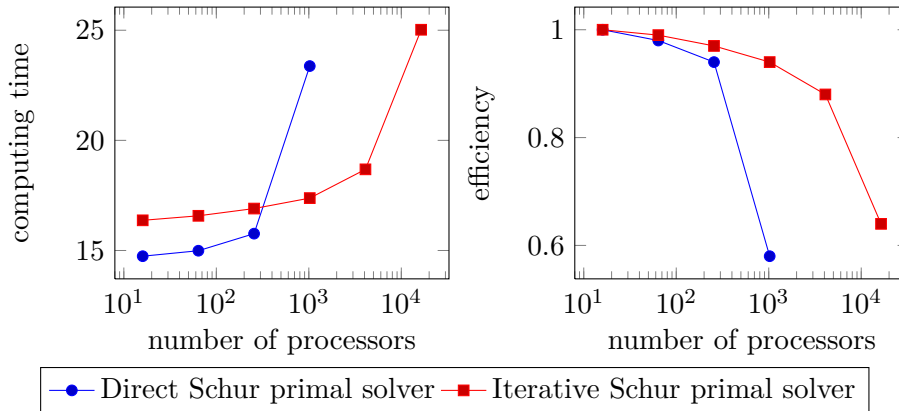 computing time
25
20
15
10^1
10^2
10^3
10^4
number of processors
efficiency
1
0.8
0.6
10^1
10^2
10^3
10^4
number of processors
Direct Schur primal solver
Iterative Schur primal solver